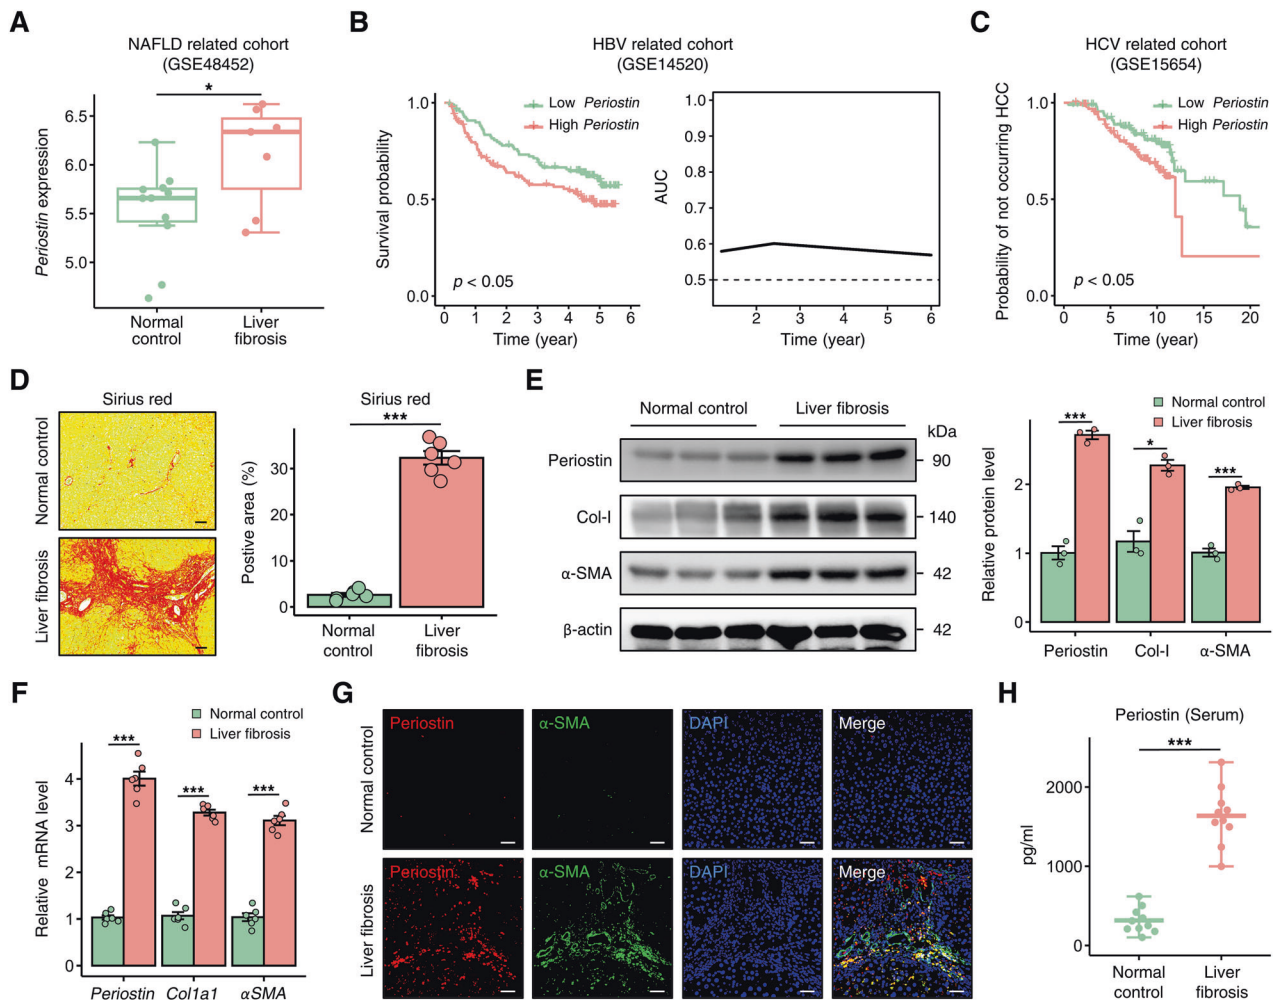 A
NAFLD related cohort
(GSE48452)
*
Periostin expression
6.5
6.0
5.5
5.0
Normal
control
Liver
fibrosis
B
HBV related cohort
(GSE14520)
Low Periostin
High Periostin
Survival probability
1.0
0.5
0.0
p < 0.05
0 1 2 3 4 5 6
Time (year)
AUC
1.0
0.9
0.8
0.7
0.6
0.5
2 4 6
Time (year)
C
HCV related cohort
(GSE15654)
Low Periostin
High Periostin
Probability of not occurring HCC
1.0
0.5
0.0
p < 0.05
0 5 10 15 20
Time (year)
D
Sirius red
Normal control
Liver fibrosis
Sirius red
***
Postive area (%)
30
20
10
0
Normal
control
Liver
fibrosis
E
Normal control Liver fibrosis
kDa
Periostin 90
Col-I 140
α-SMA 42
β-actin 42
Normal control
Liver fibrosis
*** * ***
Relative protein level
2
1
0
Periostin Col-I α-SMA
F
Normal control
Liver fibrosis
*** *** ***
Relative mRNA level
4
3
2
1
0
Periostin Col1a1 αSMA
G
Normal control
Periostin α-SMA DAPI Merge
Liver fibrosis
Periostin α-SMA DAPI Merge
H
Periostin (Serum)
***
pg/ml
2000
1000
0
Normal
control
Liver
fibrosis